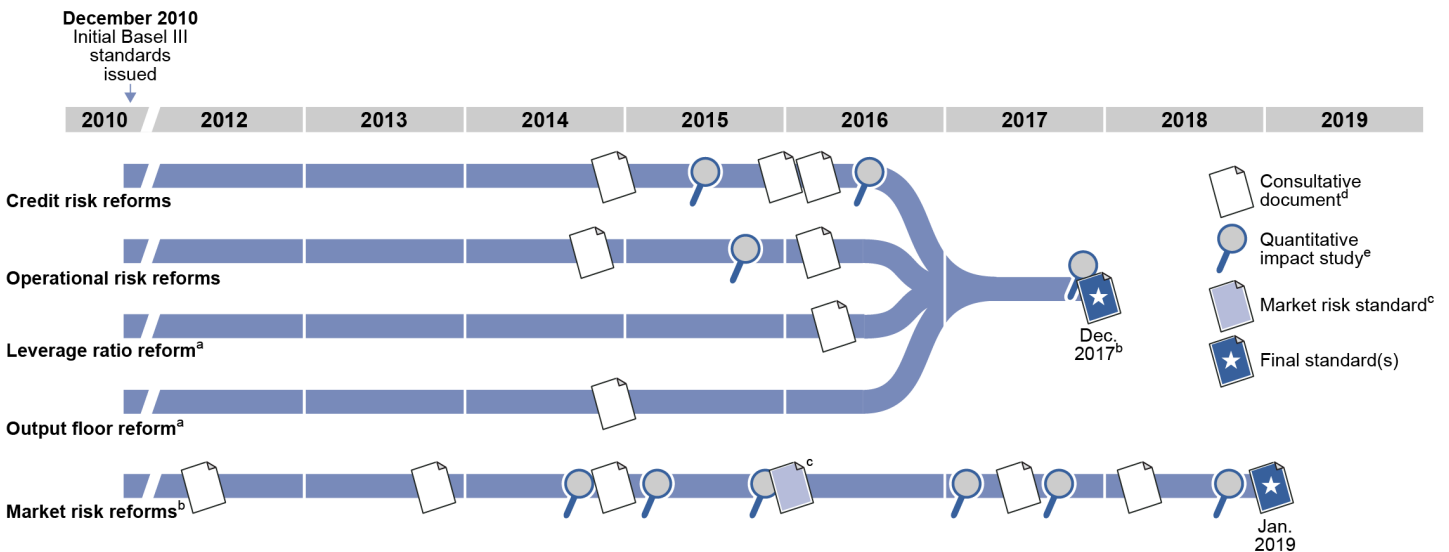 December 2010
Initial Basel III
standards
issued
2010 2012 2013 2014 2015 2016 2017 2018 2019
Credit risk reforms
Operational risk reforms
Leverage ratio reformᵃ
Output floor reformᵃ
Market risk reformsᵇ
c
Dec.
2017ᵇ
Jan.
2019
Consultative
documentᵈ
Quantitative
impact studyᵉ
Market risk standardᶜ
Final standard(s)